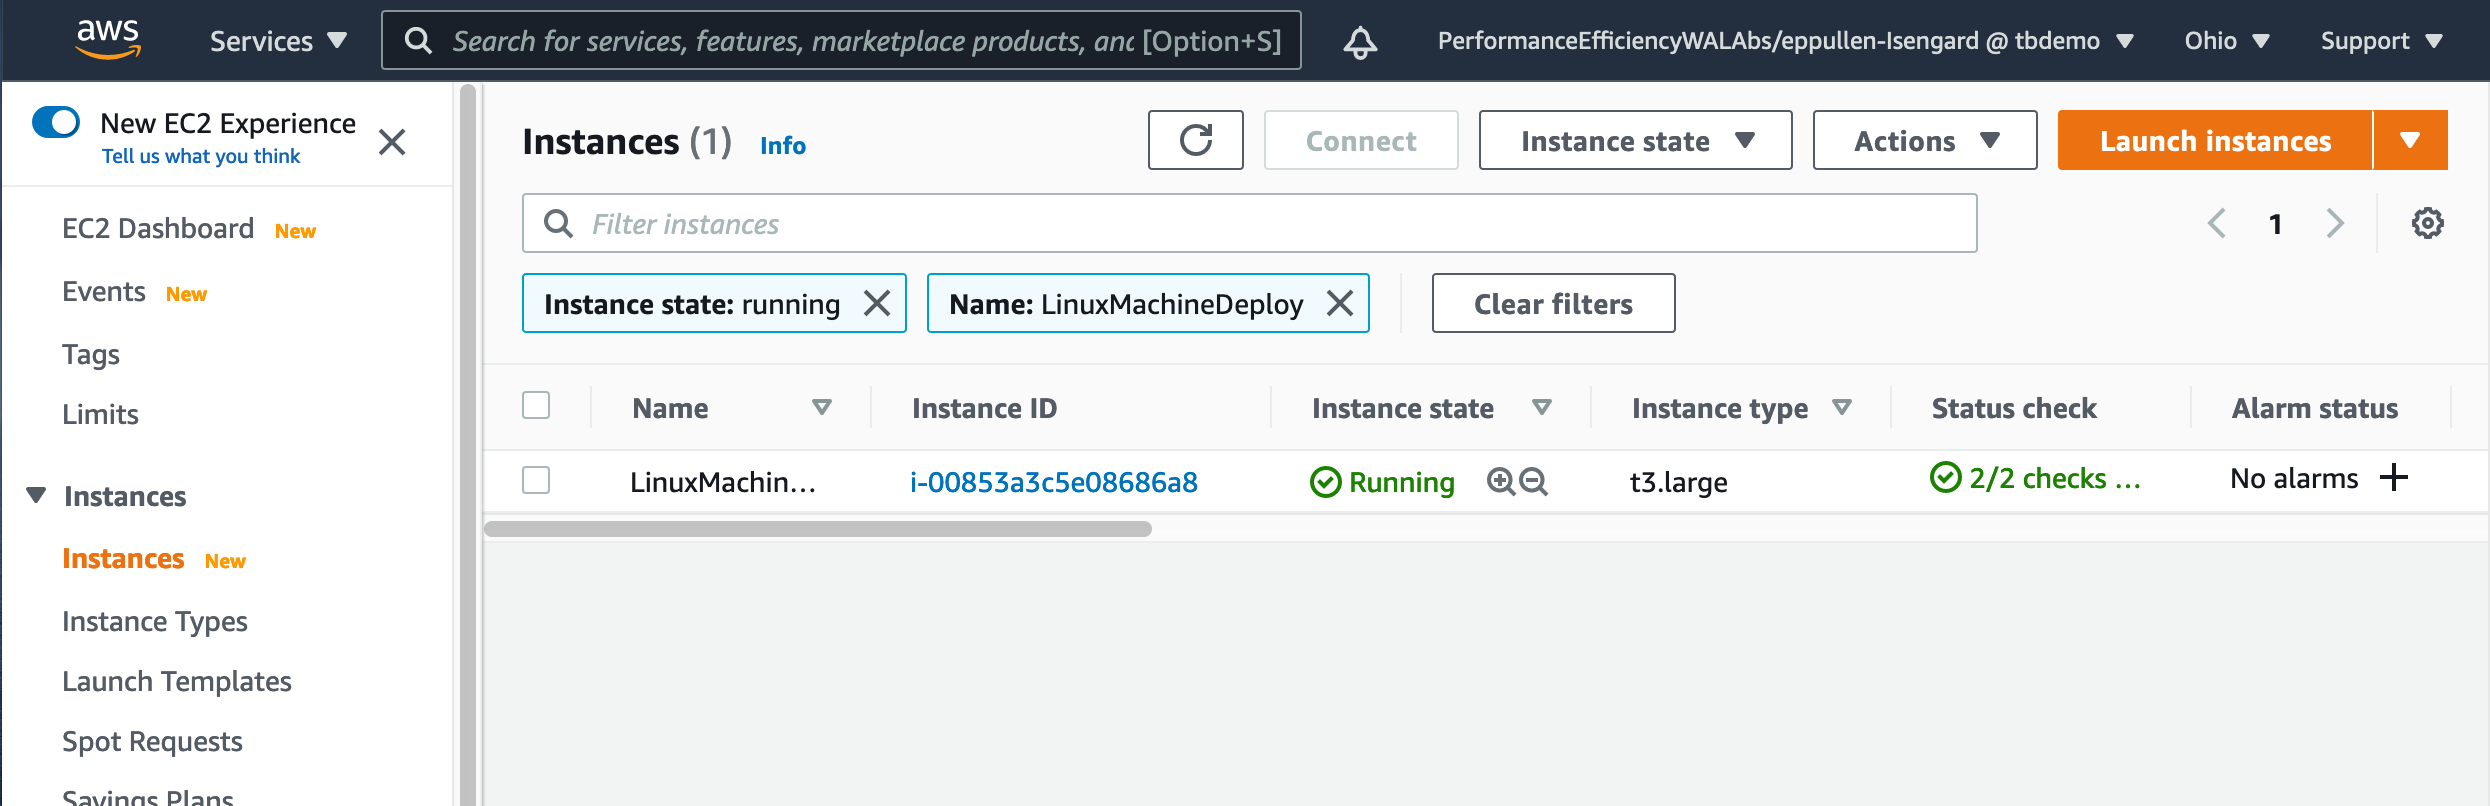 aws
Services
Search for services, features, marketplace products, and [Option+S]
PerformanceEfficiencyWALAbs/eppullen-Isengard @ tbdemo
Ohio
Support
New EC2 Experience
Tell us what you think
EC2 Dashboard New
Events New
Tags
Limits
Instances
Instances New
Instance Types
Launch Templates
Spot Requests
Savings Plans
Instances (1) Info
Connect
Instance state
Actions
Launch instances
Filter instances
1
Instance state: running
Name: LinuxMachineDeploy
Clear filters
Name Instance ID Instance state Instance type Status check Alarm status
LinuxMachin... i-00853a3c5e08686a8 Running t3.large 2/2 checks ... No alarms